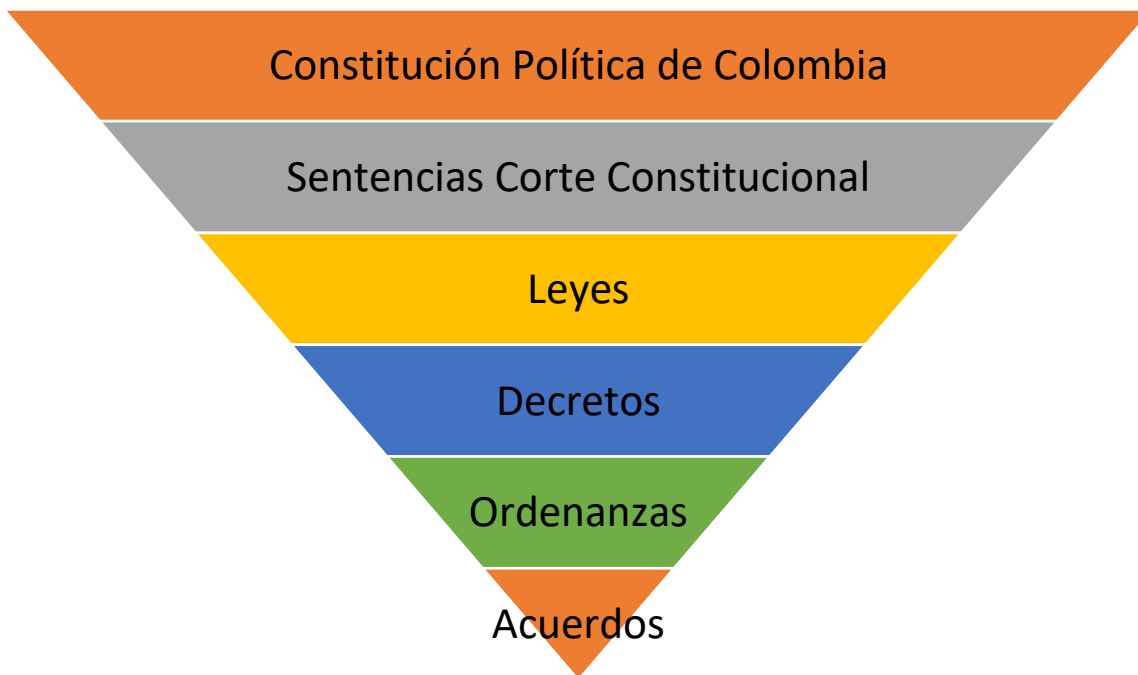 Constitución Política de Colombia
Sentencias Corte Constitucional
Leyes
Decretos
Ordenanzas
Acuerdos